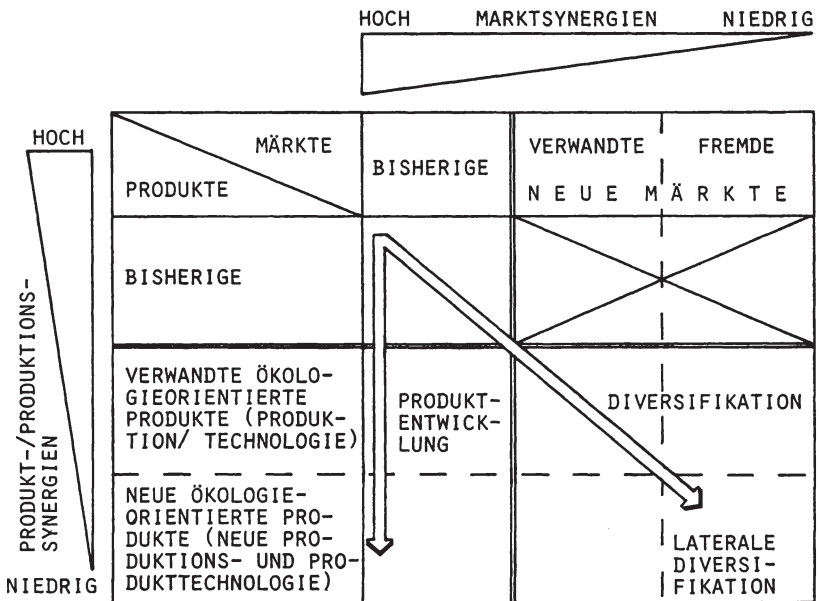 HOCH MARKTSYNERGIEN NIEDRIG
HOCH
MÄRKTE
PRODUKTE
BISHERIGE
VERWANDTE FREMDE
NEUE MÄRKTE
PRODUKT-/PRODUKTIONS-
SYNERGIEN
NIEDRIG
BISHERIGE
VERWANDTE ÖKOLO-
GIEORIENTIERTE
PRODUKTE (PRODUK-
TION/ TECHNOLOGIE)
PRODUKT-
ENTWICK-
LUNG
DIVERSIFIKATION
NEUE ÖKOLOGIE-
ORIENTIERTE PRO-
DUKTE (NEUE PRO-
DUKTIONS- UND PRO-
DUKTTECHNOLOGIE)
LATERALE
DIVERSI-
FIKATION